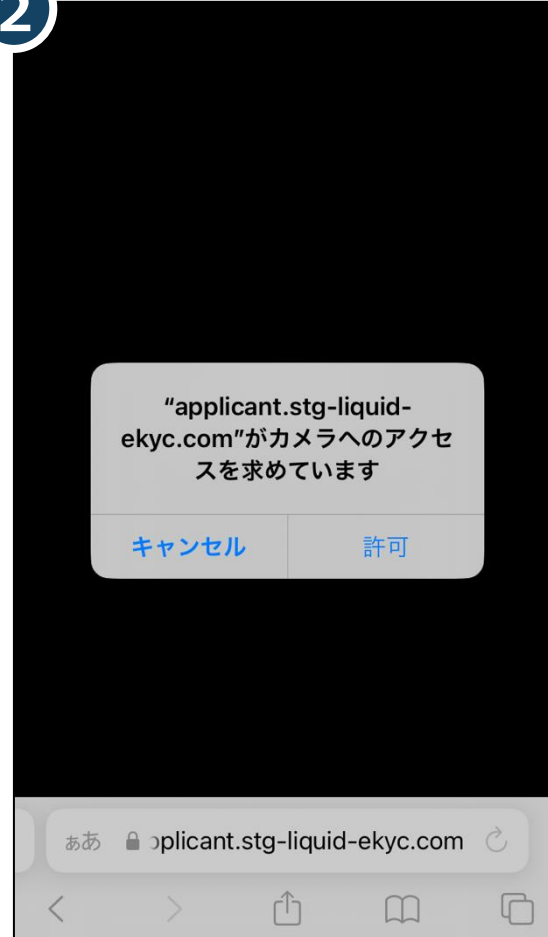 2
“applicant.stg-liquid-
ekyc.com”がカメラへのアクセ
スを求めています
キャンセル
許可
ぁあ
plicant.stg-liquid-ekyc.com